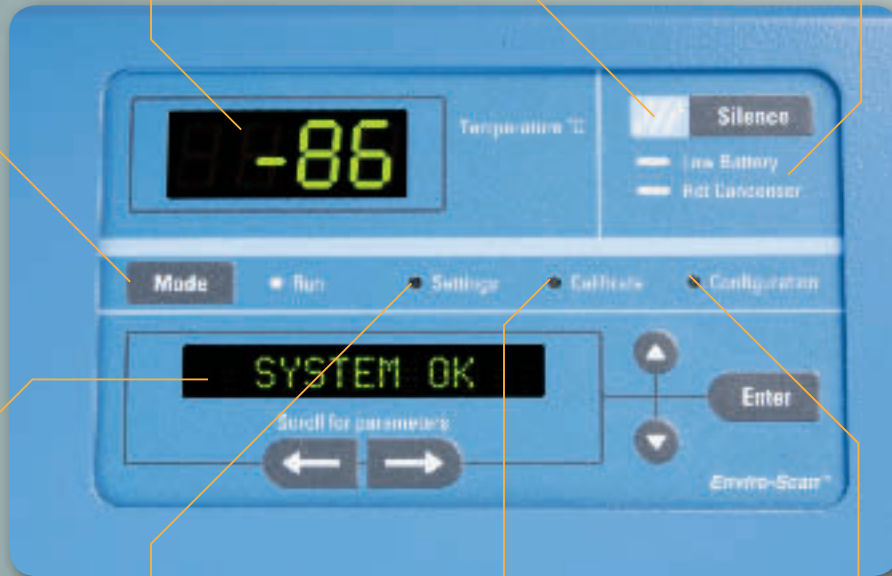 -86
Temperature °C
Silence
Low Battery
Hot Condenser
Mode
Run
Settings
Calibrate
Configuration
SYSTEM OK
Scroll for parameters
Enter
Enviro-Scan™